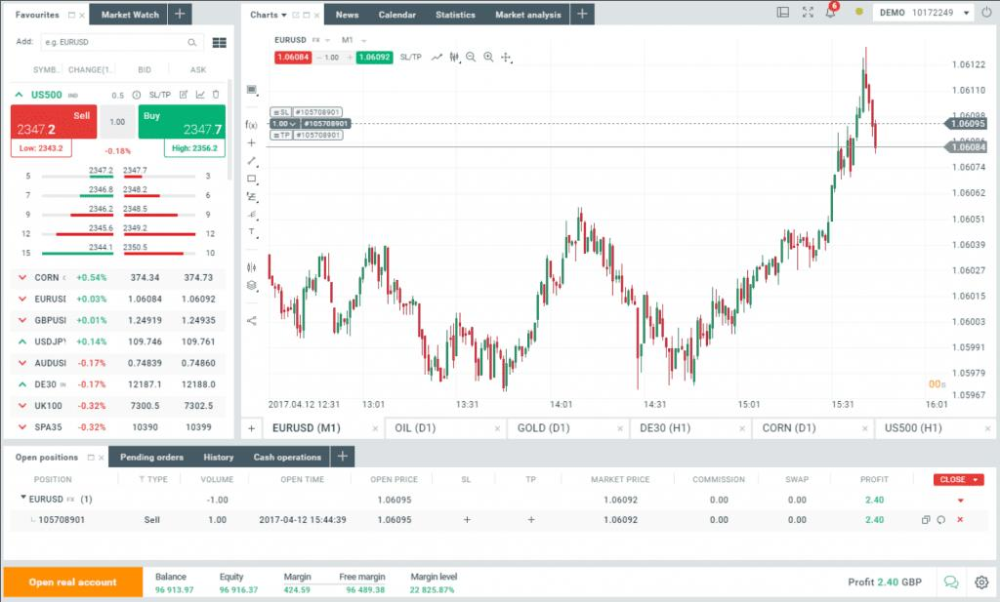 Favourites Market Watch
Charts News Calendar Statistics Market analysis
6
DEMO 10172249
Add: e.g. EURUSD
SYMB.. CHANGE(1.. BID ASK
US500 IND 0.5 SL/TP
Sell 2347.2
1.00
Buy 2347.7
Low: 2343.2 -0.18% High: 2356.2
5 2347.2 2347.7 3
7 2346.8 2348.2 6
9 2346.2 2348.5 9
12 2345.6 2349.2 12
15 2344.1 2350.5 10
CORN C +0.54% 374.34 374.73
EURUSI +0.03% 1.06084 1.06092
GBPUSI +0.01% 1.24919 1.24935
USDJPY +0.14% 109.746 109.761
AUDUSI -0.17% 0.74839 0.74860
DE30 IN -0.17% 12187.1 12188.0
UK100 -0.32% 7300.5 7302.5
SPA35 -0.32% 10390 10399
EURUSD FX M1
1.06084 1.00 1.06092 SL/TP
f(x)
T
SL #105708901
1.00 #105708901
TP #105708901
1.06122
1.06110
1.06098
1.06095
1.06086
1.06084
1.06074
1.06062
1.06051
1.06039
1.06027
1.06015
1.06003
1.05991
1.05979
1.05967
00s
2017.04.12 12:31 13:01 13:31 14:01 14:31 15:01 15:31 16:01
+ EURUSD (M1) OIL (D1) GOLD (D1) DE30 (H1) CORN (D1) US500 (H1)
Open positions Pending orders History Cash operations
POSITION TYPE VOLUME OPEN TIME OPEN PRICE SL TP MARKET PRICE COMMISSION SWAP PROFIT CLOSE
EURUSD FX (1) -1.00 1.06095 1.06092 0.00 0.00 2.40
105708901 Sell 1.00 2017-04-12 15:44:39 1.06095 + + 1.06092 0.00 0.00 2.40
Open real account
Balance Equity Margin Free margin Margin level
96 913.97 96 916.37 424.59 96 489.38 22 825.87%
Profit 2.40 GBP